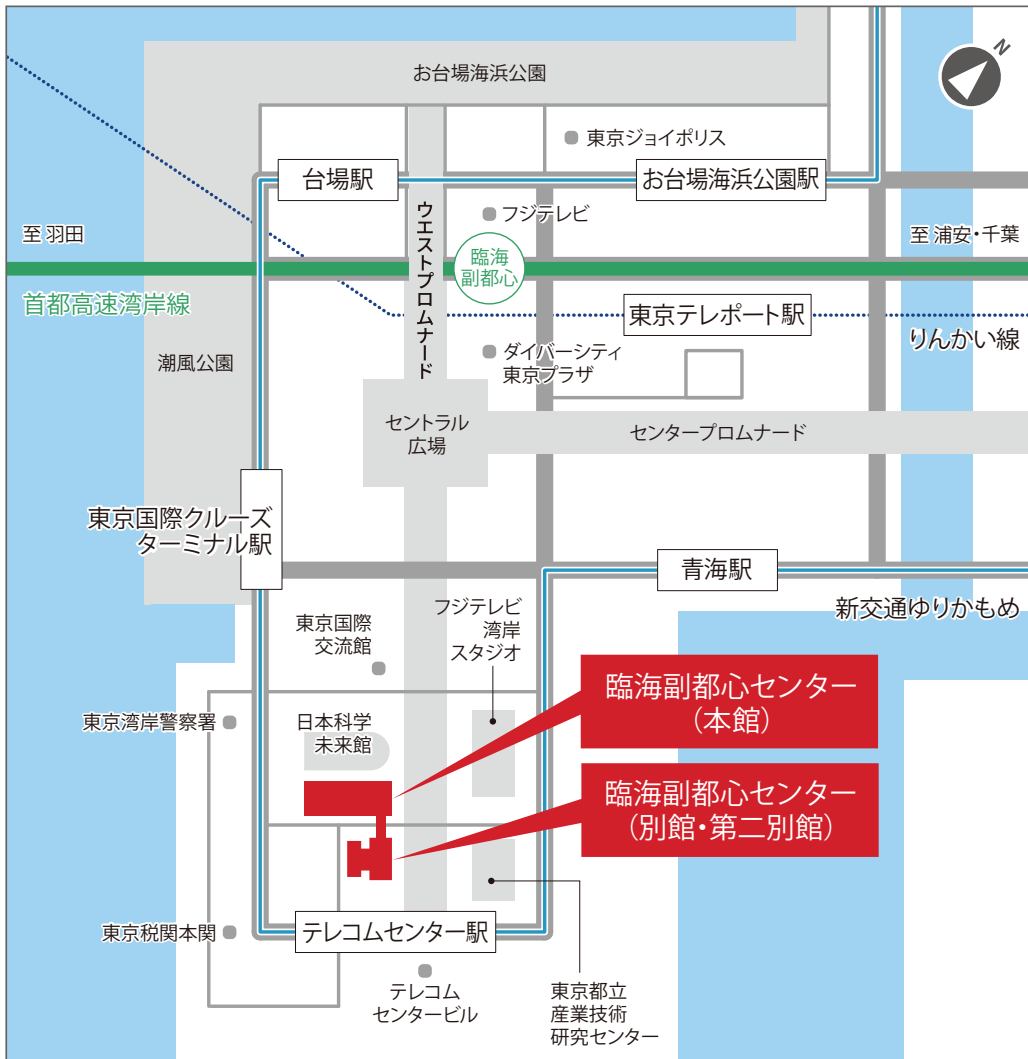 N
お台場海浜公園
東京ジョイポリス
台場駅
お台場海浜公園駅
ウエストプロムナード
フジテレビ
至 羽田
至 浦安・千葉
臨海
副都心
首都高速湾岸線
東京テレポート駅
りんかい線
潮風公園
ダイバーシティ
東京プラザ
セントラル
広場
センタープロムナード
東京国際クルーズ
ターミナル駅
青海駅
新交通ゆりかもめ
東京国際
交流館
フジテレビ
湾岸
スタジオ
臨海副都心センター
(本館)
東京湾岸警察署
日本科学
未来館
臨海副都心センター
(別館・第二別館)
東京税関本関
テレコムセンター駅
テレコム
センタービル
東京都立
産業技術
研究センター